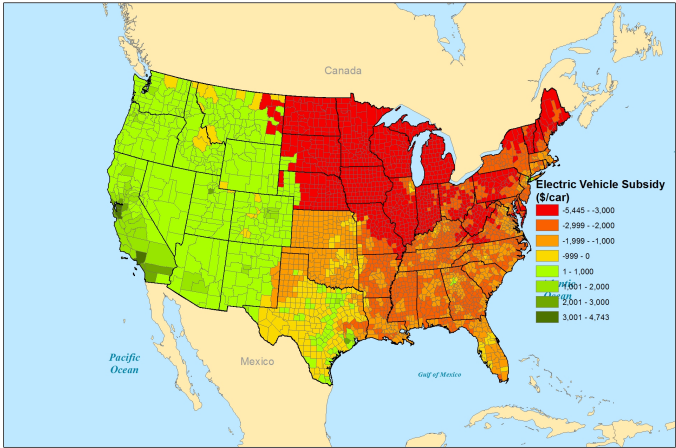 Canada
Electric Vehicle Subsidy
($/car)
-5,445 - -3,000
-2,999 - -2,000
-1,999 - -1,000
-999 - 0
1 - 1,000
1,001 - 2,000
2,001 - 3,000
3,001 - 4,743
Ocean
Pacific
Ocean
Mexico
Gulf of Mexico